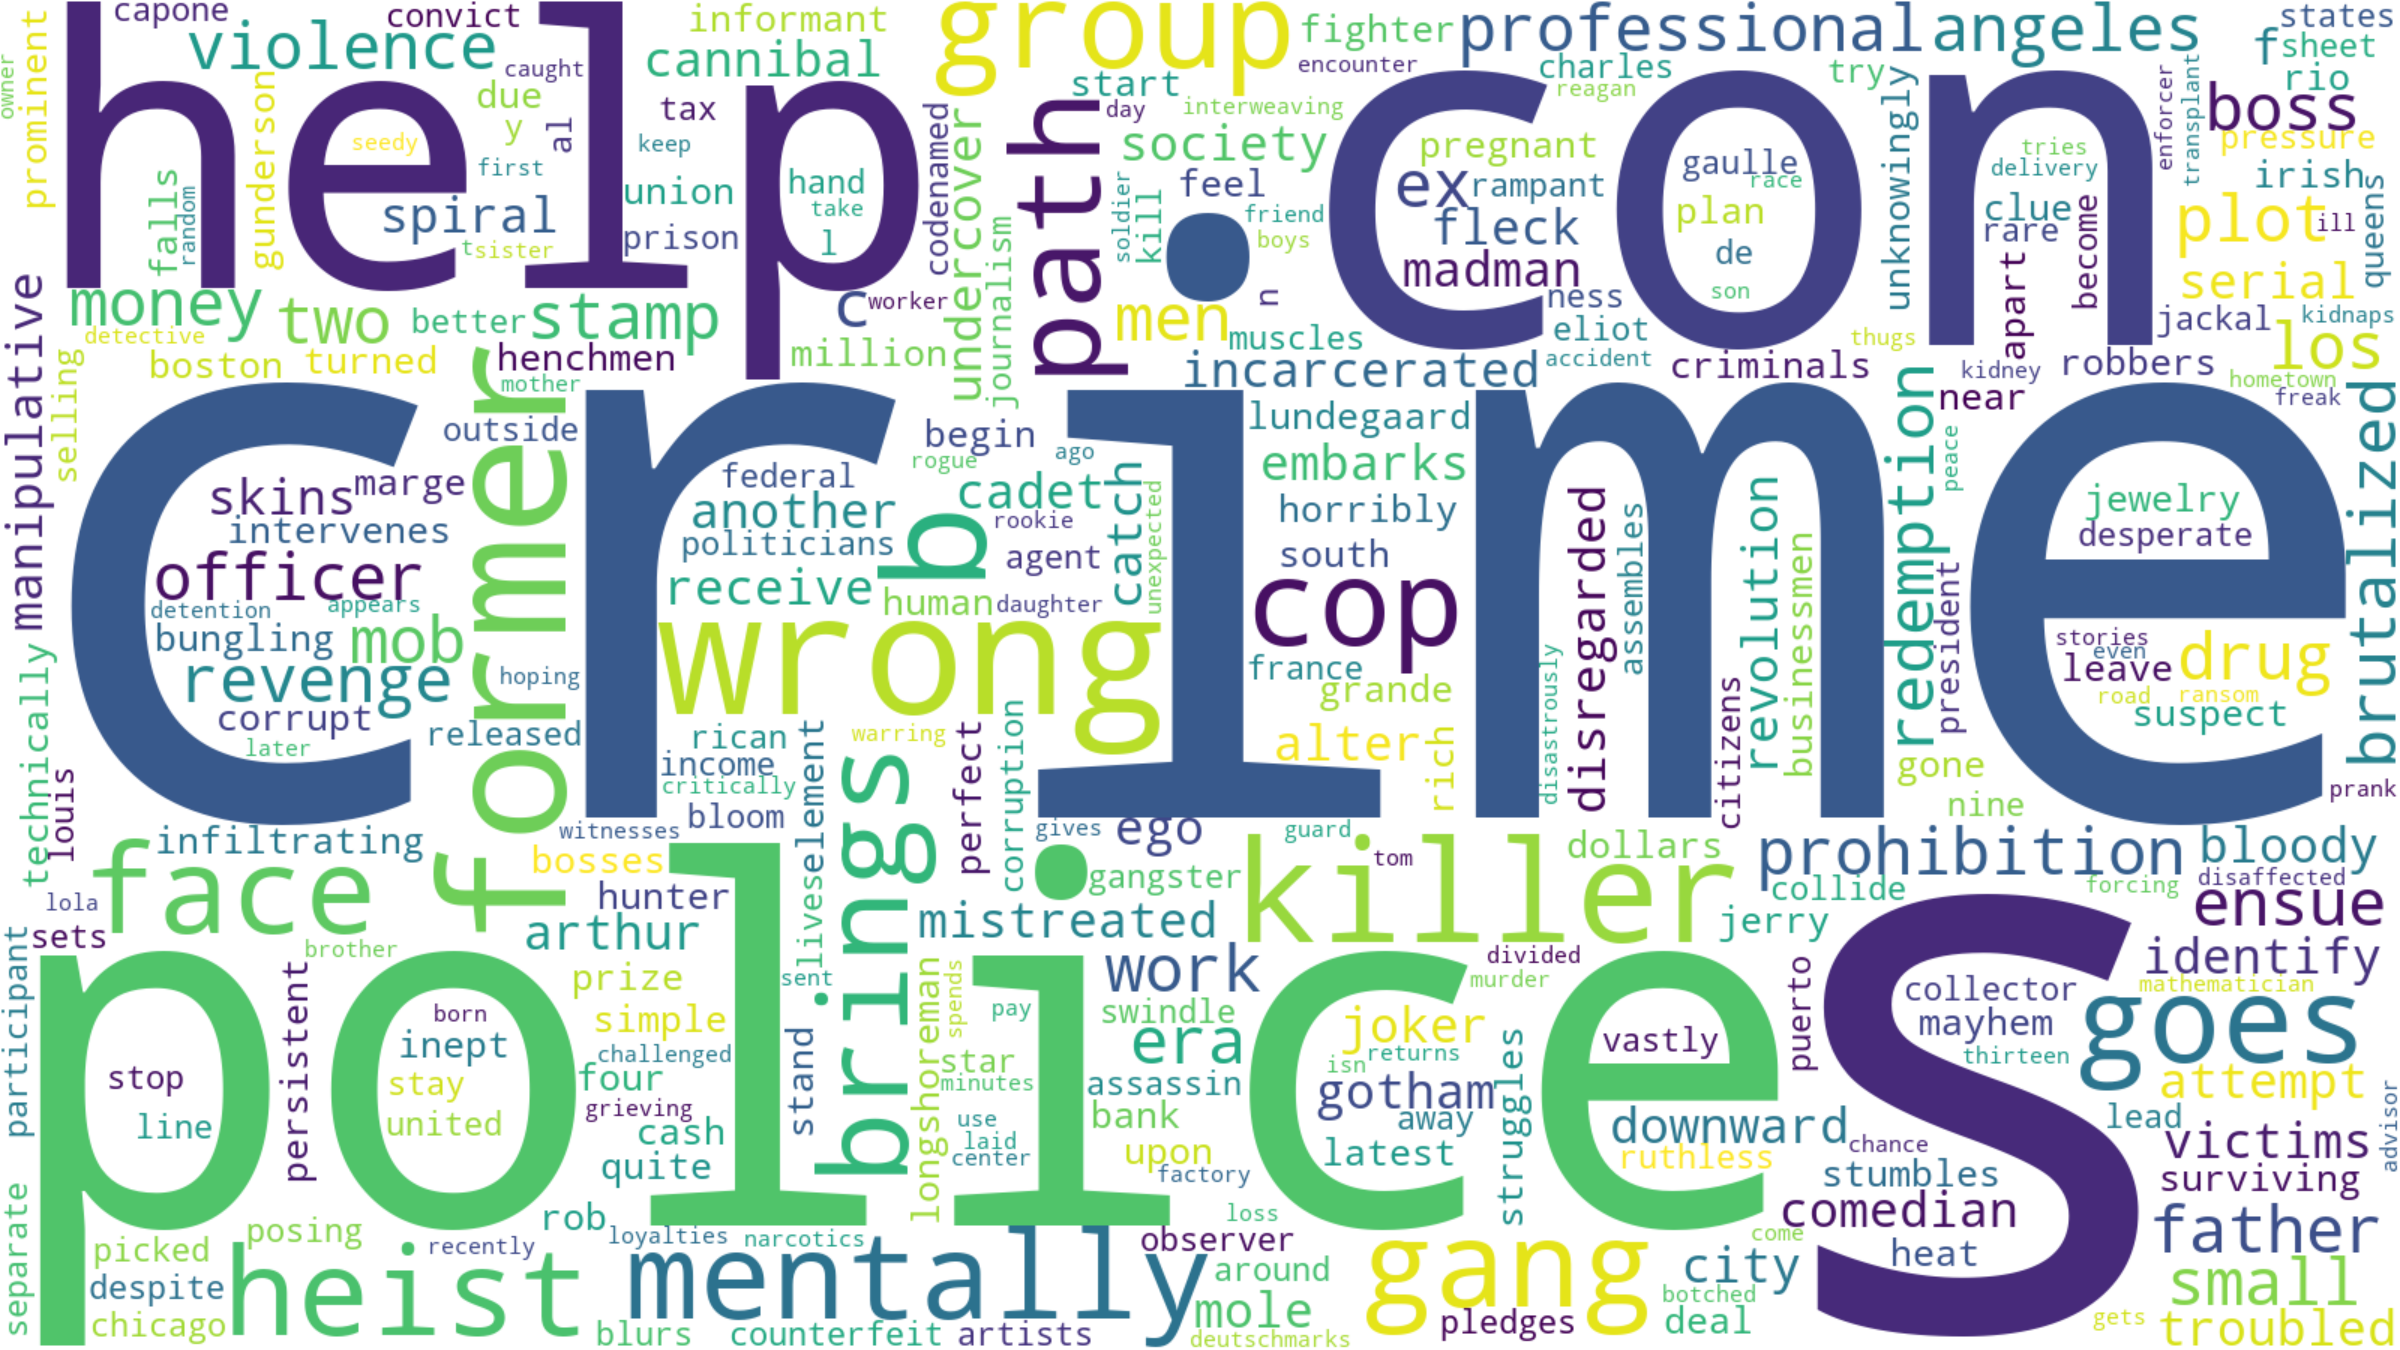 capone
convict
informant
group
fighter
professional
angeles
states
owner
prominent
help
violence
caught
cannibal
encounter
charles
try
f
sheet
rio
transplant
enforcer
boss
pressure
gunderson
seedy
due
y
al
tax
keep
start
day
interweaving
reagan
con
unknowingly
society
pregnant
gaulle
race
tries
delivery
irish
queens
falls
random
first
union
hand
take
l
codenamed
undercover
path
soldier
kill
feel
friend
boys
ex
rampant
fleck
plan
de
son
clue
rare
become
plot
ill
spiral
t
sister
prison
journalism
madman
apart
serial
manipulative
money
two
better
stamp
c
worker
men
n
ness
eliot
muscles
thugs
jackal
kidnaps
detective
selling
boston
turned
henchmen
million
incarcerated
accident
criminals
kidney
robbers
los
hometown
freak
mother
former
crime
outside
begin
rogue
ago
lundegaard
near
redemption
peace
brutalized
skins
marge
federal
another
cadet
catch
unexpected
embarks
horribly
disregarded
assembles
revolution
businessmen
jewelry
desperate
intervenes
politicians
rookie
b
agent
south
officer
receive
human
daughter
cop
president
detention
appears
bungling
mob
wrong
stories
even
leave
drug
revenge
hoping
france
grande
disastrously
citizens
road
ransom
suspect
technically
corrupt
later
released
rican
element
warring
perfect
corruption
alter
rich
gone
louis
income
critically
bloom
brings
nine
prank
infiltrating
witnesses
lives
gives
ego
guard
tom
dollars
prohibition
bloody
face
bosses
gangster
killer
collide
forcing
disaffected
lola
hunter
mistreated
jerry
ensue
participant
sets
brother
arthur
police
divided
s
identify
persistent
prize
sent
longshoreman
spends
work
murder
puerto
collector
mathematician
born
simple
pay
swindle
joker
vastly
mayhem
goes
inept
challenged
stand
star
era
isn
returns
struggles
thirteen
stop
stay
four
minutes
assassin
gotham
attempt
line
united
grieving
cash
use
bank
away
downward
lead
advisor
laid
chance
victims
quite
center
upon
latest
ruthless
stumbles
separate
factory
surviving
rob
loss
comedian
posing
recently
loyalties
narcotics
observer
come
father
picked
heist
mentally
around
gang
city
heat
despite
mole
botched
small
chicago
blurs
counterfeit
artists
deutschmarks
pledges
deal
gets
troubled